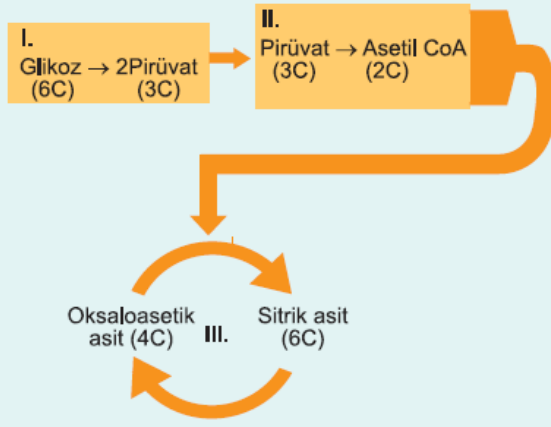 I.
Glikoz → 2Pirüvat
(6C) (3C)
II.
Pirüvat → Asetil CoA
(3C) (2C)
Oksaloasetik
asit (4C)
III.
Sitrik asit
(6C)